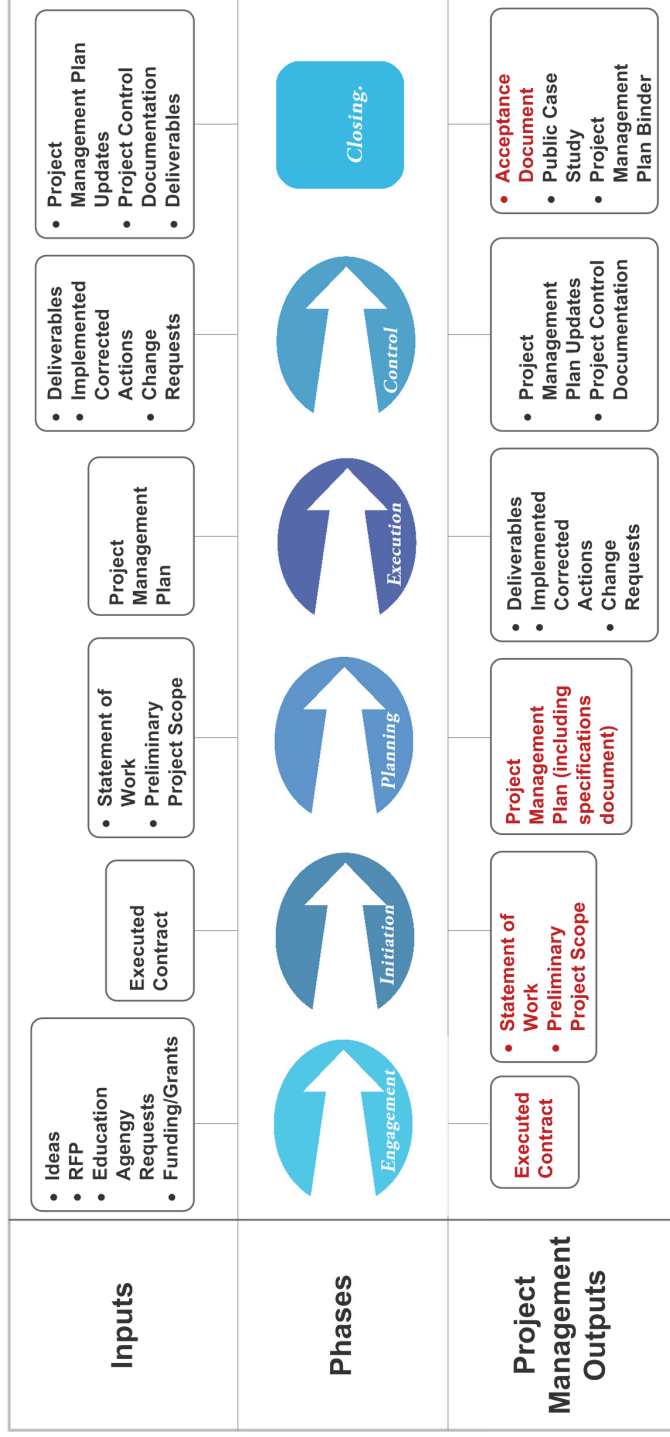 Inputs
• Ideas
• RFP
• Education
Agency
Requests
• Funding/Grants
Executed
Contract
• Statement of
Work
• Preliminary
Project Scope
Project
Management
Plan
• Deliverables
• Implemented
Corrected
Actions
• Change
Requests
• Project
Management Plan
Updates
• Project Control
Documentation
• Deliverables
Phases
Engagement
Initiation
Planning
Execution
Control
Closing.
Project
Management
Outputs
Executed
Contract
• Statement of
Work
• Preliminary
Project Scope
Project
Management
Plan (including
specifications
document)
• Deliverables
• Implemented
Corrected
Actions
• Change
Requests
• Project
Management
Plan Updates
• Project Control
Documentation
• Acceptance
Document
• Public Case
Study
• Project
Management
Plan Binder